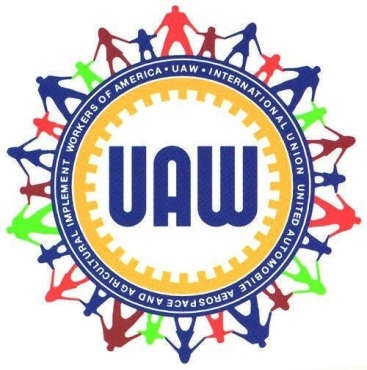 UAW • INTERNATIONAL UNION UNITED AUTOMOBILE AEROSPACE AND AGRICULTURAL IMPLEMENT WORKERS OF AMERICA •
UAW